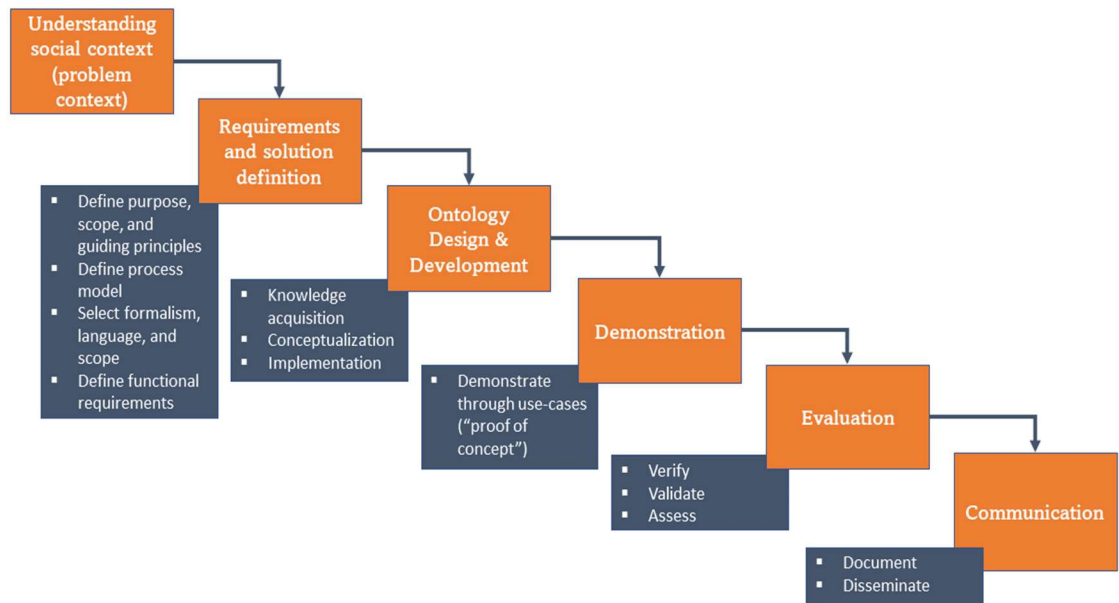 Understanding
social context
(problem
context)
Requirements
and solution
definition
▪ Define purpose,
scope, and
guiding principles
▪ Define process
model
▪ Select formalism,
language, and
scope
▪ Define functional
requirements
Ontology
Design &
Development
▪ Knowledge
acquisition
▪ Conceptualization
▪ Implementation
Demonstration
▪ Demonstrate
through use-cases
(“proof of
concept”)
Evaluation
▪ Verify
▪ Validate
▪ Assess
Communication
▪ Document
▪ Disseminate